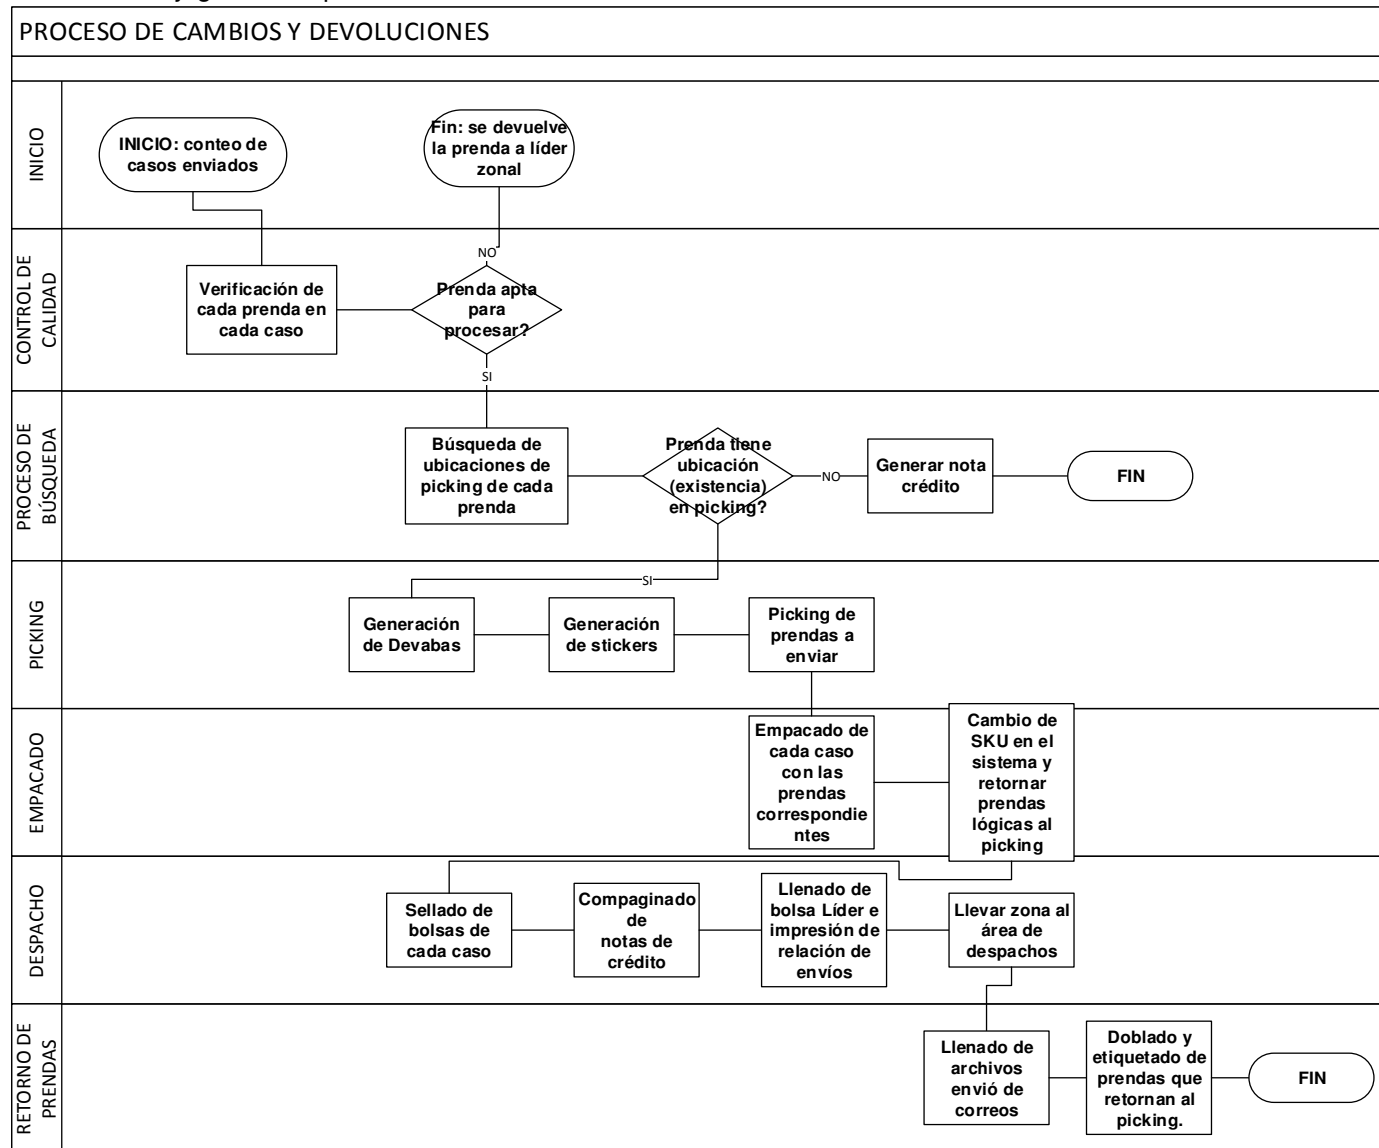 PROCESO DE CAMBIOS Y DEVOLUCIONES
INICIO
INICIO: conteo de
casos enviados
Fin: se devuelve
la prenda a líder
zonal
CONTROL DE
CALIDAD
Verificación de
cada prenda en
cada caso
NO
Prenda apta
para
procesar?
SI
PROCESO DE
BÚSQUEDA
Búsqueda de
ubicaciones de
picking de cada
prenda
Prenda tiene
ubicación
(existencia)
en picking?
NO
Generar nota
crédito
FIN
SI
PICKING
Generación
de Devabas
Generación
de stickers
Picking de
prendas a
enviar
EMPACADO
Empacado de
cada caso
con las
prendas
correspondie
ntes
Cambio de
SKU en el
sistema y
retornar
prendas
lógicas al
picking
DESPACHO
Sellado de
bolsas de
cada caso
Compaginado
de
notas de
crédito
Llenado de
bolsa Líder e
impresión de
relación de
envíos
Llevar zona al
área de
despachos
RETORNO DE
PRENDAS
Llenado de
archivos
envió de
correos
Doblado y
etiquetado de
prendas que
retornan al
picking.
FIN